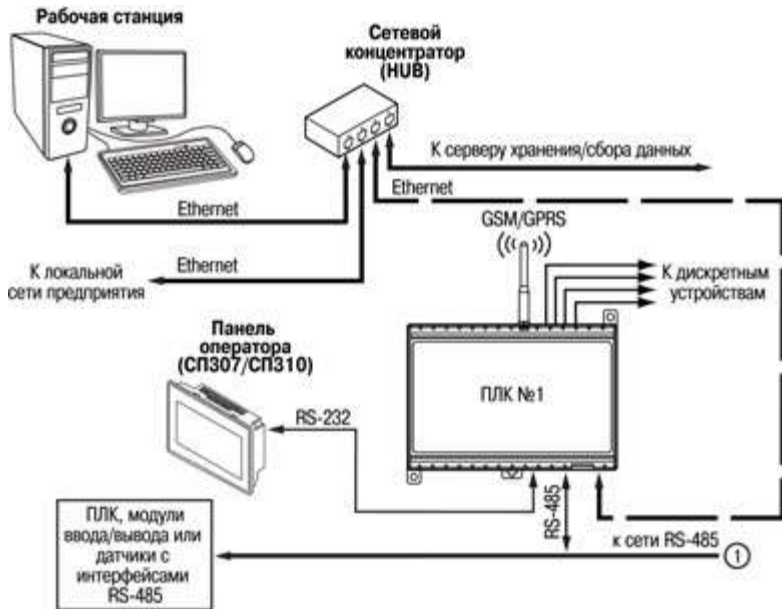 Рабочая станция
Сетевой
концентратор
(HUB)
К серверу хранения/сбора данных
Ethernet
Ethernet
GSM/GPRS
Ethernet
К локальной
сети предприятия
К дискретным
устройствам
Панель
оператора
(СП307/СП310)
ПЛК №1
RS-232
RS-485
ПЛК, модули
ввода/вывода или
датчики с
интерфейсами
RS-485
к сети RS-485
1